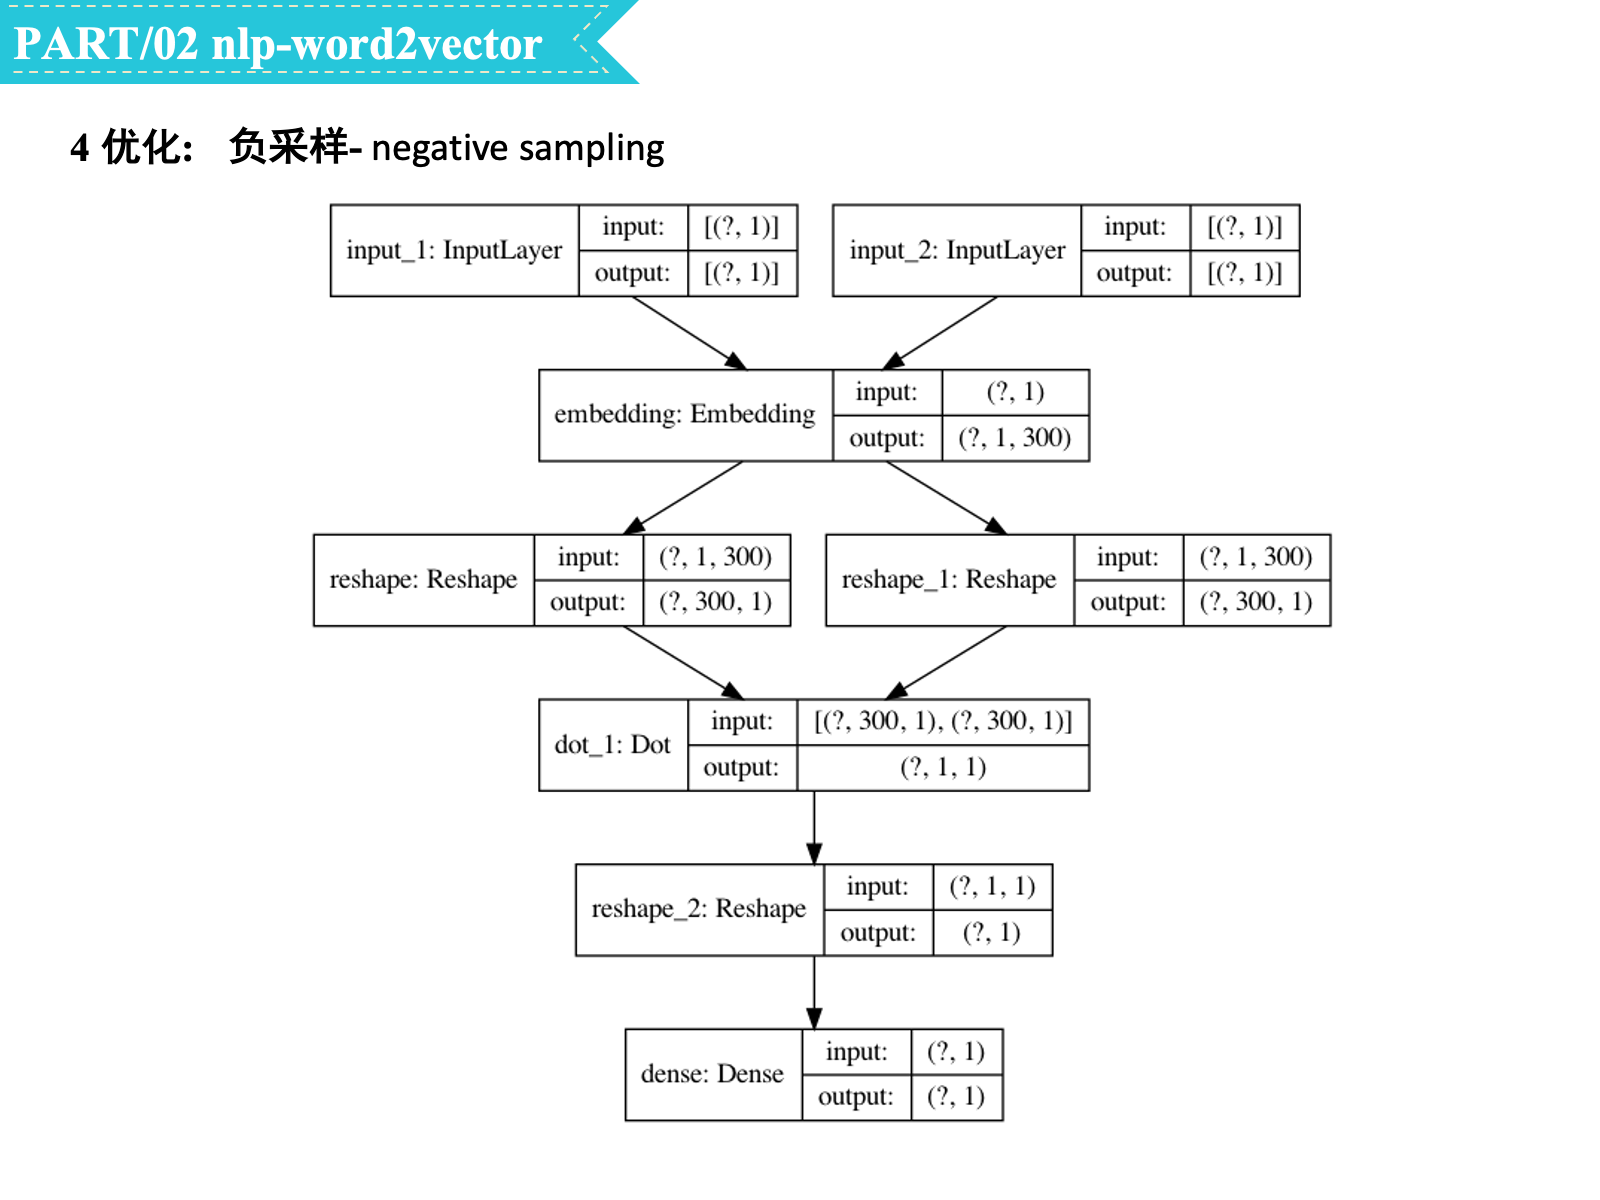 PART/02 nlp-word2vector
4 优化: 负采样- negative sampling
input_1: InputLayer
input: [(?, 1)]
output: [(?, 1)]
input_2: InputLayer
input: [(?, 1)]
output: [(?, 1)]
embedding: Embedding
input: (?, 1)
output: (?, 1, 300)
reshape: Reshape
input: (?, 1, 300)
output: (?, 300, 1)
reshape_1: Reshape
input: (?, 1, 300)
output: (?, 300, 1)
dot_1: Dot
input: [(?, 300, 1), (?, 300, 1)]
output: (?, 1, 1)
reshape_2: Reshape
input: (?, 1, 1)
output: (?, 1)
dense: Dense
input: (?, 1)
output: (?, 1)